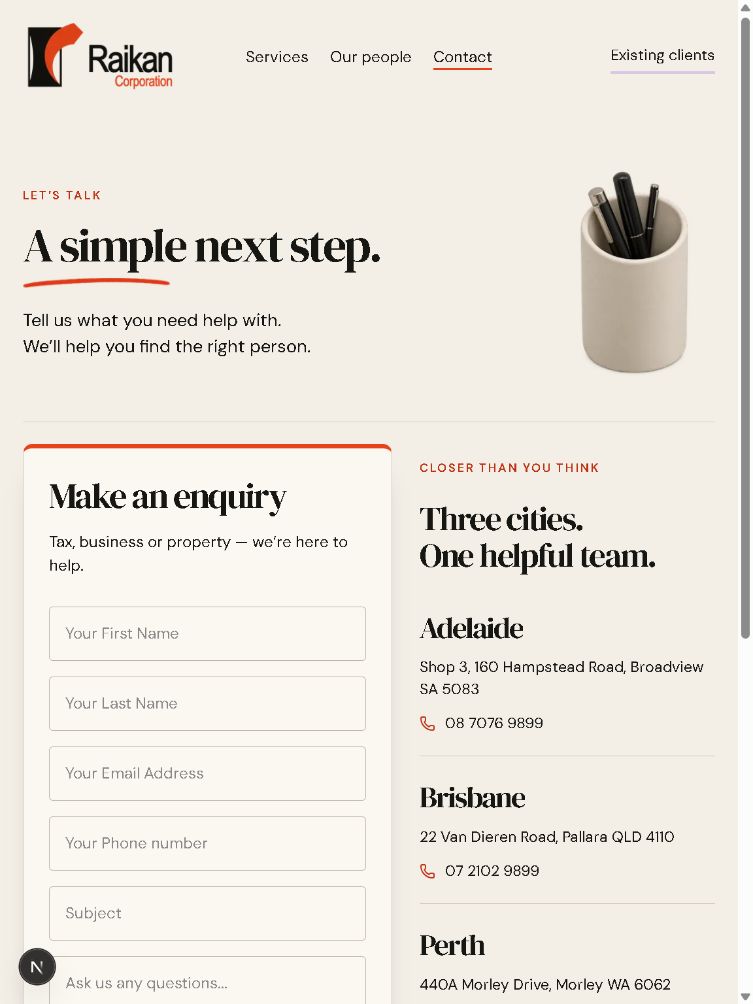 Raikan
Corporation
Services
Our people
Contact
Existing clients
LET'S TALK
A simple next step.
Tell us what you need help with.
We'll help you find the right person.
Make an enquiry
Tax, business or property — we're here to
help.
Your First Name
Your Last Name
Your Email Address
Your Phone number
Subject
Ask us any questions...
N
CLOSER THAN YOU THINK
Three cities.
One helpful team.
Adelaide
Shop 3, 160 Hampstead Road, Broadview
SA 5083
08 7076 9899
Brisbane
22 Van Dieren Road, Pallara QLD 4110
07 2102 9899
Perth
440A Morley Drive, Morley WA 6062